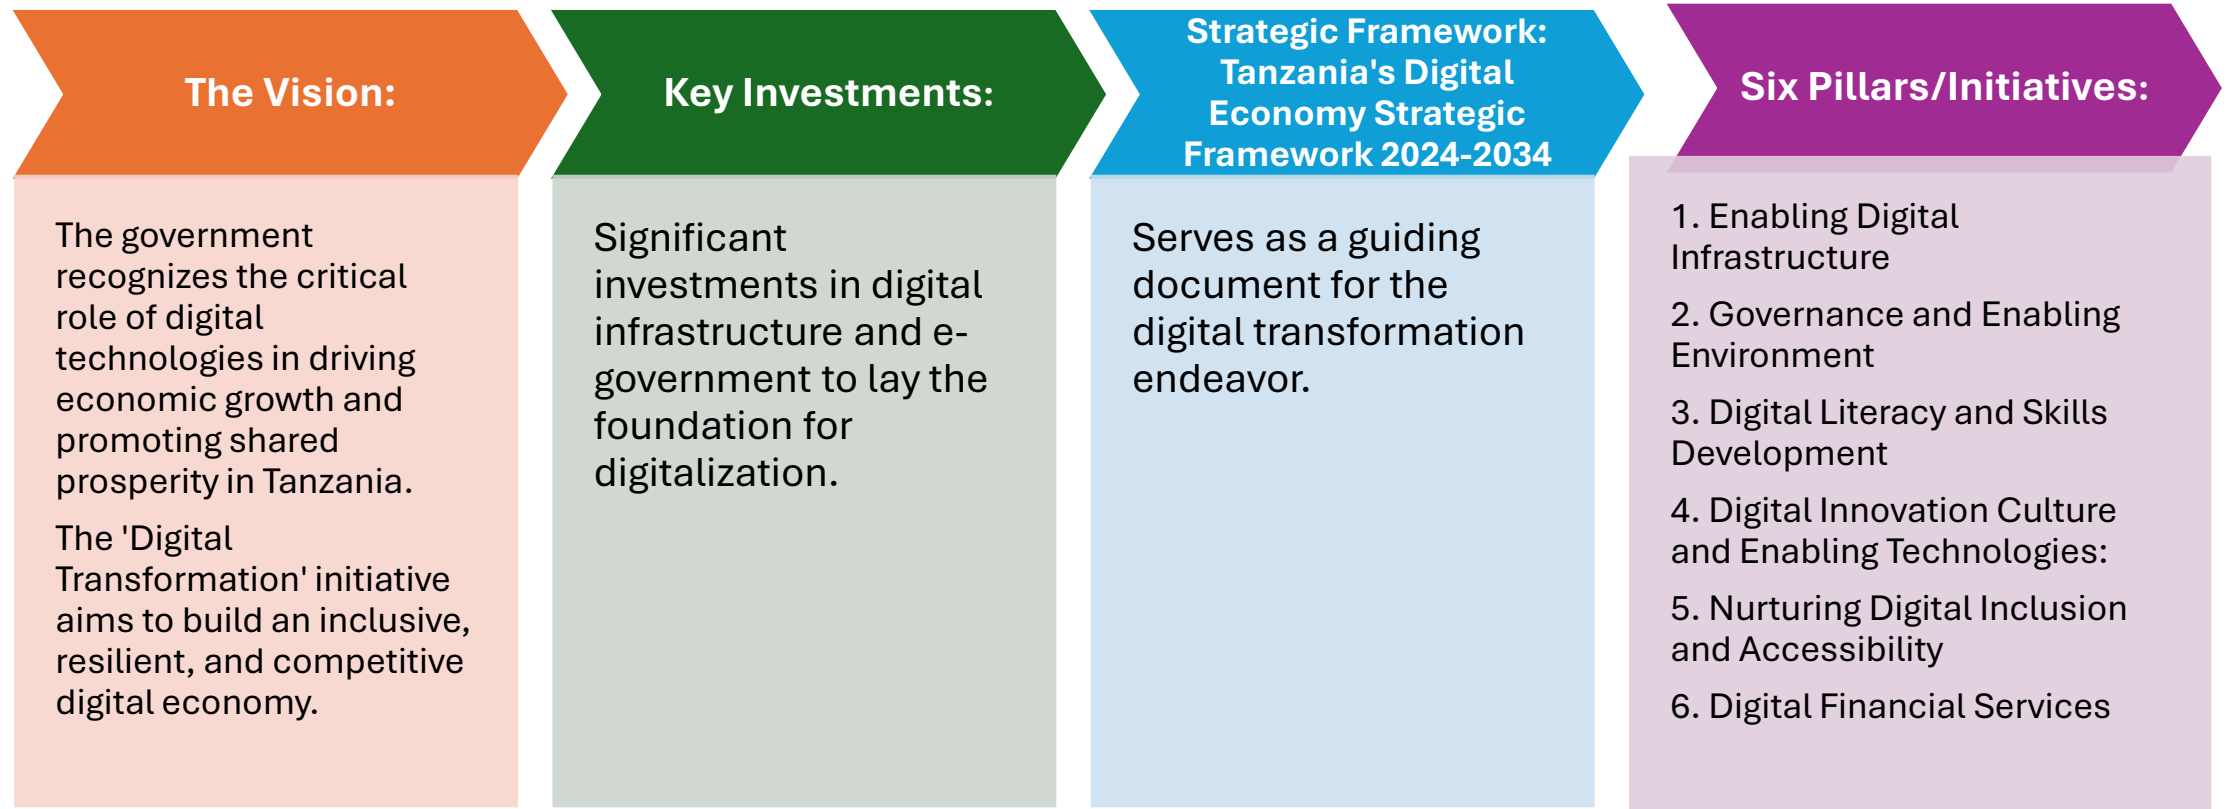 The Vision:
The government
recognizes the critical
role of digital
technologies in driving
economic growth and
promoting shared
prosperity in Tanzania.
The 'Digital
Transformation' initiative
aims to build an inclusive,
resilient, and competitive
digital economy.
Key Investments:
Significant
investments in digital
infrastructure and e-
government to lay the
foundation for
digitalization.
Strategic Framework:
Tanzania's Digital
Economy Strategic
Framework 2024-2034
Serves as a guiding
document for the
digital transformation
endeavor.
Six Pillars/Initiatives:
1. Enabling Digital
Infrastructure
2. Governance and Enabling
Environment
3. Digital Literacy and Skills
Development
4. Digital Innovation Culture
and Enabling Technologies:
5. Nurturing Digital Inclusion
and Accessibility
6. Digital Financial Services